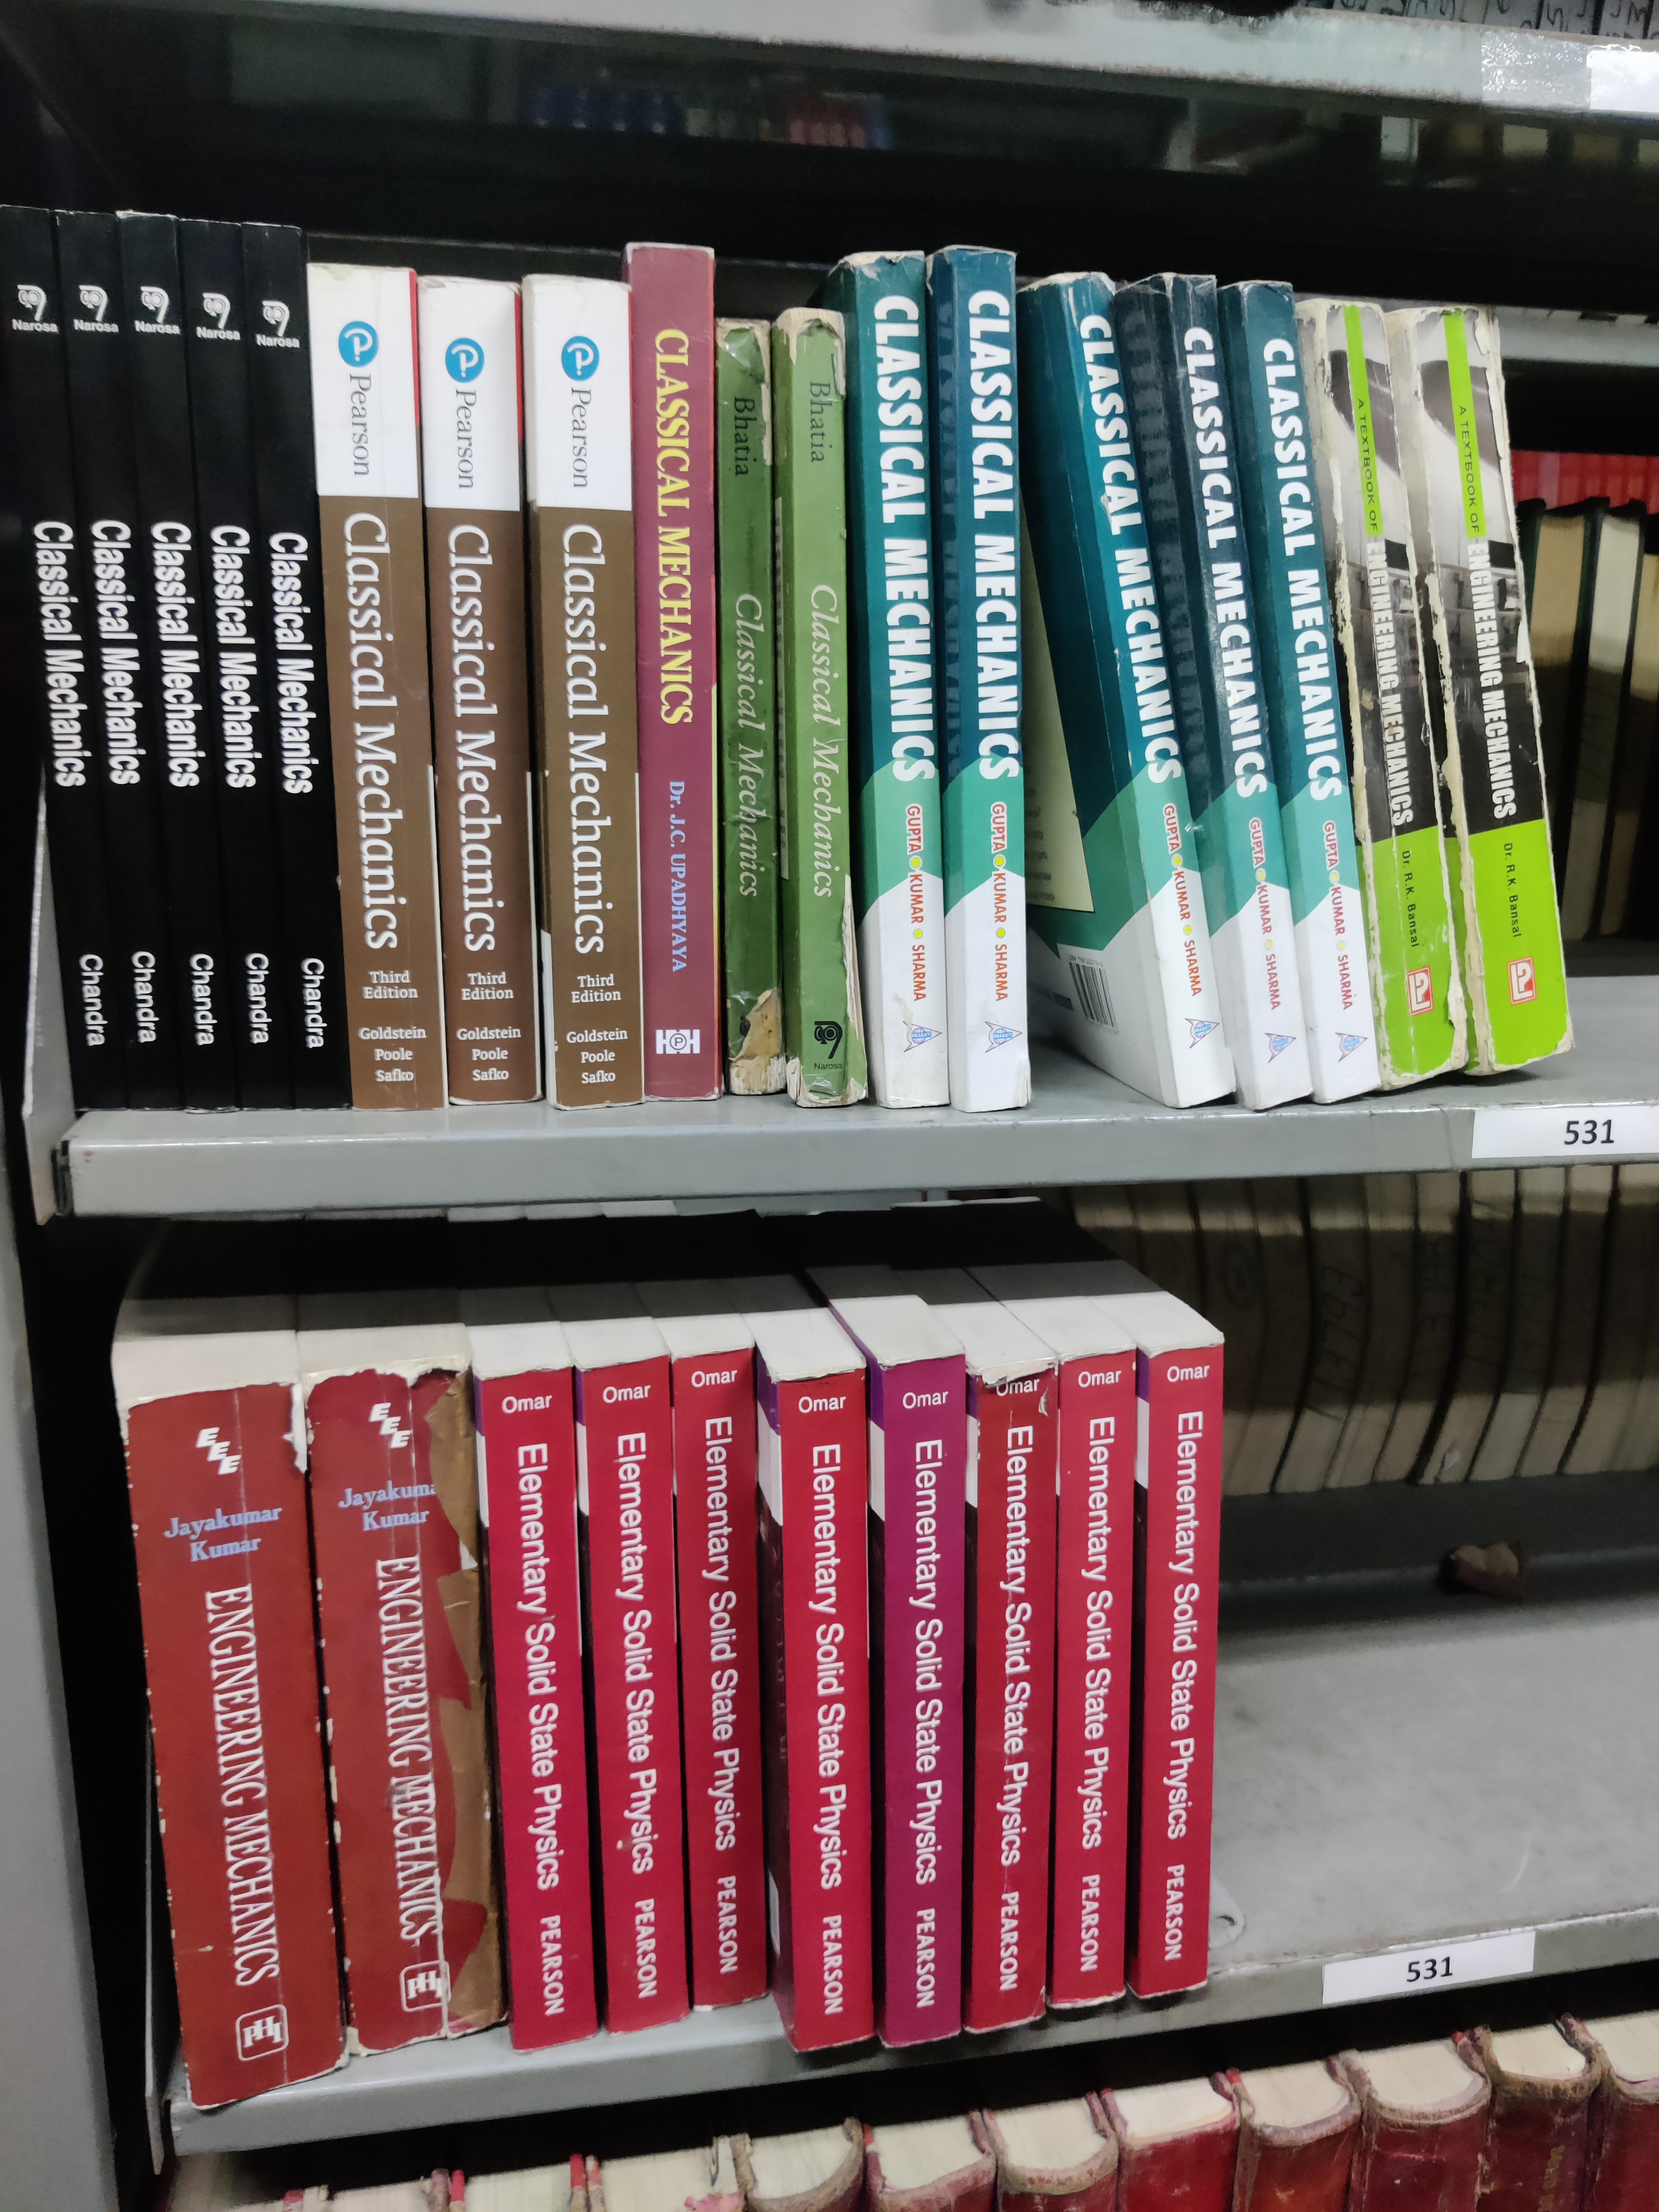 Narosa
Classical Mechanics
Chandra
Narosa
Classical Mechanics
Chandra
Narosa
Classical Mechanics
Chandra
Narosa
Classical Mechanics
Chandra
Narosa
Classical Mechanics
Chandra
Pearson
Classical Mechanics
Third
Edition
Goldstein
Poole
Safko
Pearson
Classical Mechanics
Third
Edition
Goldstein
Poole
Safko
Pearson
Classical Mechanics
Third
Edition
Goldstein
Poole
Safko
CLASSICAL MECHANICS
Dr. J.C. UPADHYAYA
H P H
Bhatia
Classical Mechanics
Bhatia
Classical Mechanics
Narosa
CLASSICAL MECHANICS
GUPTA KUMAR SHARMA
CLASSICAL MECHANICS
GUPTA KUMAR SHARMA
CLASSICAL MECHANICS
GUPTA KUMAR SHARMA
CLASSICAL MECHANICS
GUPTA KUMAR SHARMA
CLASSICAL MECHANICS
GUPTA KUMAR SHARMA
A TEXTBOOK OF
ENGINEERING MECHANICS
Dr. R.K. Bansal
A TEXTBOOK OF
ENGINEERING MECHANICS
Dr. R.K. Bansal
531
EEE
Jayakumar
Kumar
ENGINEERING MECHANICS
PHI
EEE
Jayakuma
Kumar
ENGINEERING MECHANICS
PHI
Omar
Elementary Solid State Physics
PEARSON
Omar
Elementary Solid State Physics
PEARSON
Omar
Elementary Solid State Physics
PEARSON
Omar
Elementary Solid State Physics
PEARSON
Omar
Elementary Solid State Physics
PEARSON
Omar
Elementary Solid State Physics
PEARSON
Omar
Elementary Solid State Physics
PEARSON
Omar
Elementary Solid State Physics
PEARSON
531